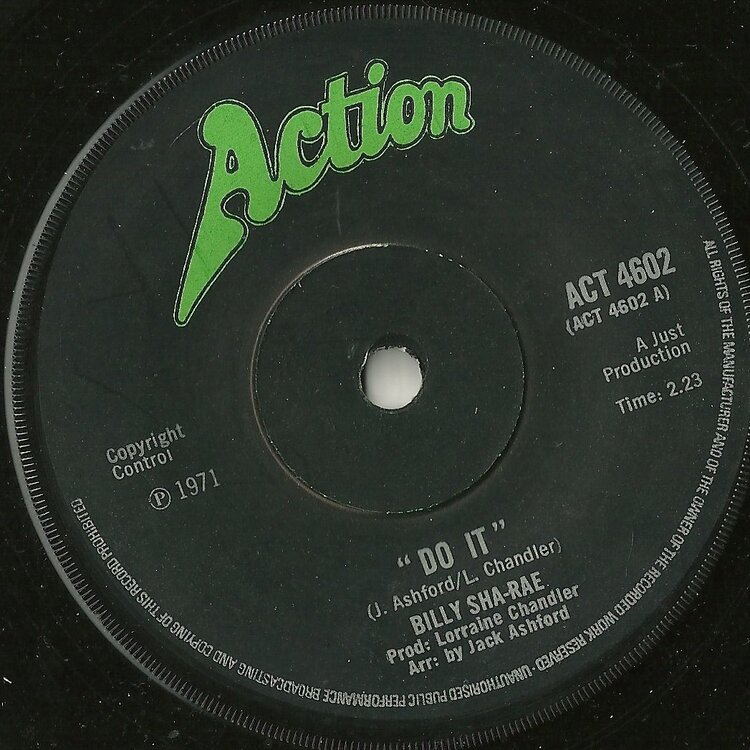 Action
ACT 4602
(ACT 4602 A)
A Just
Production
Time: 2.23
Copyright
Control
Ⓟ 1971
"DO IT"
(J. Ashford/L. Chandler)
BILLY SHA-RAE
Prod: Lorraine Chandler
Arr: by Jack Ashford
ALL RIGHTS OF THE MANUFACTURER AND OF THE OWNER OF THE RECORDED WORK RESERVED - UNAUTHORISED PUBLIC PERFORMANCE BROADCASTING AND COPYING OF THIS RECORD PROHIBITED